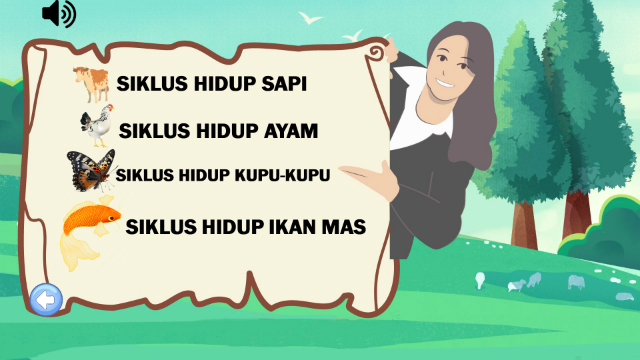 SIKLUS HIDUP SAPI
SIKLUS HIDUP AYAM
SIKLUS HIDUP KUPU-KUPU
SIKLUS HIDUP IKAN MAS